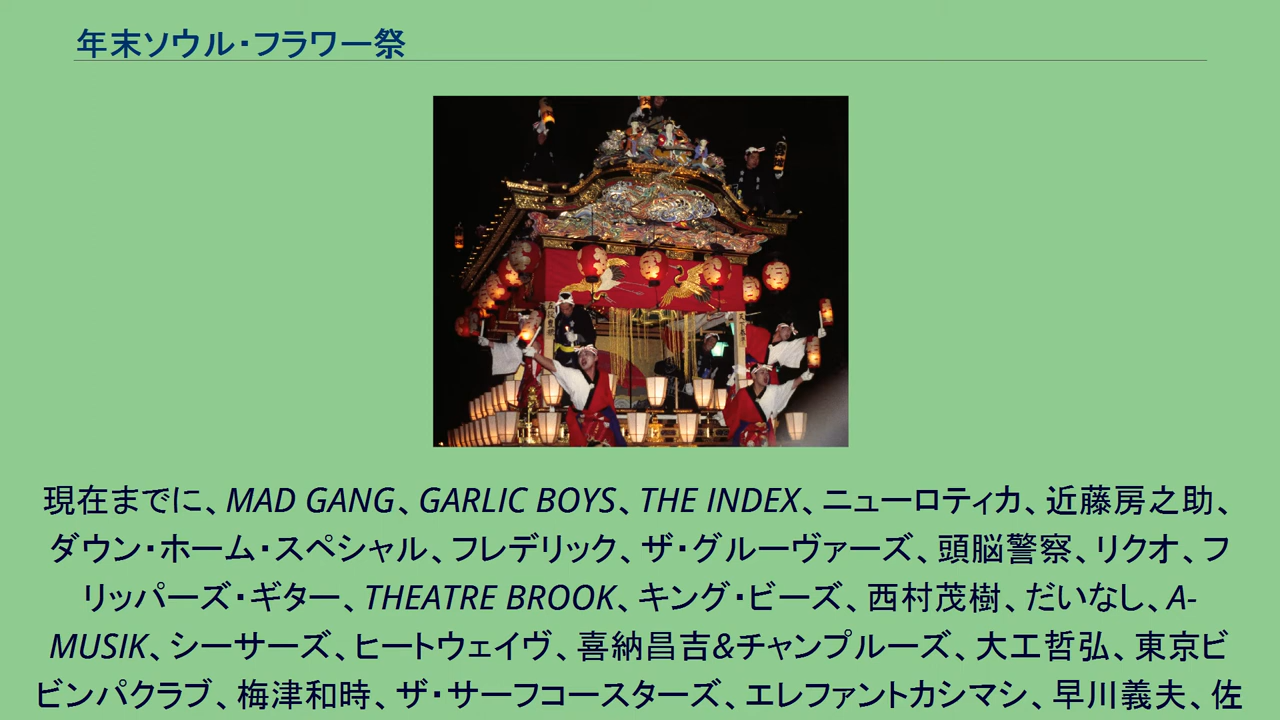 年末ソウル・フラワー祭
現在までに、MAD GANG、GARLIC BOYS、THE INDEX、ニューロティカ、近藤房之助、
ダウン・ホーム・スペシャル、フレデリック、ザ・グルーヴァーズ、頭脳警察、リクオ、フ
リッパーズ・ギター、THEATRE BROOK、キング・ビーズ、西村茂樹、だいなし、A-
MUSIK、シーサーズ、ヒートウェイヴ、喜納昌吉&チャンプルーズ、大工哲弘、東京ビ
ビンパクラブ、梅津和時、ザ・サーフコースターズ、エレファントカシマシ、早川義夫、佐